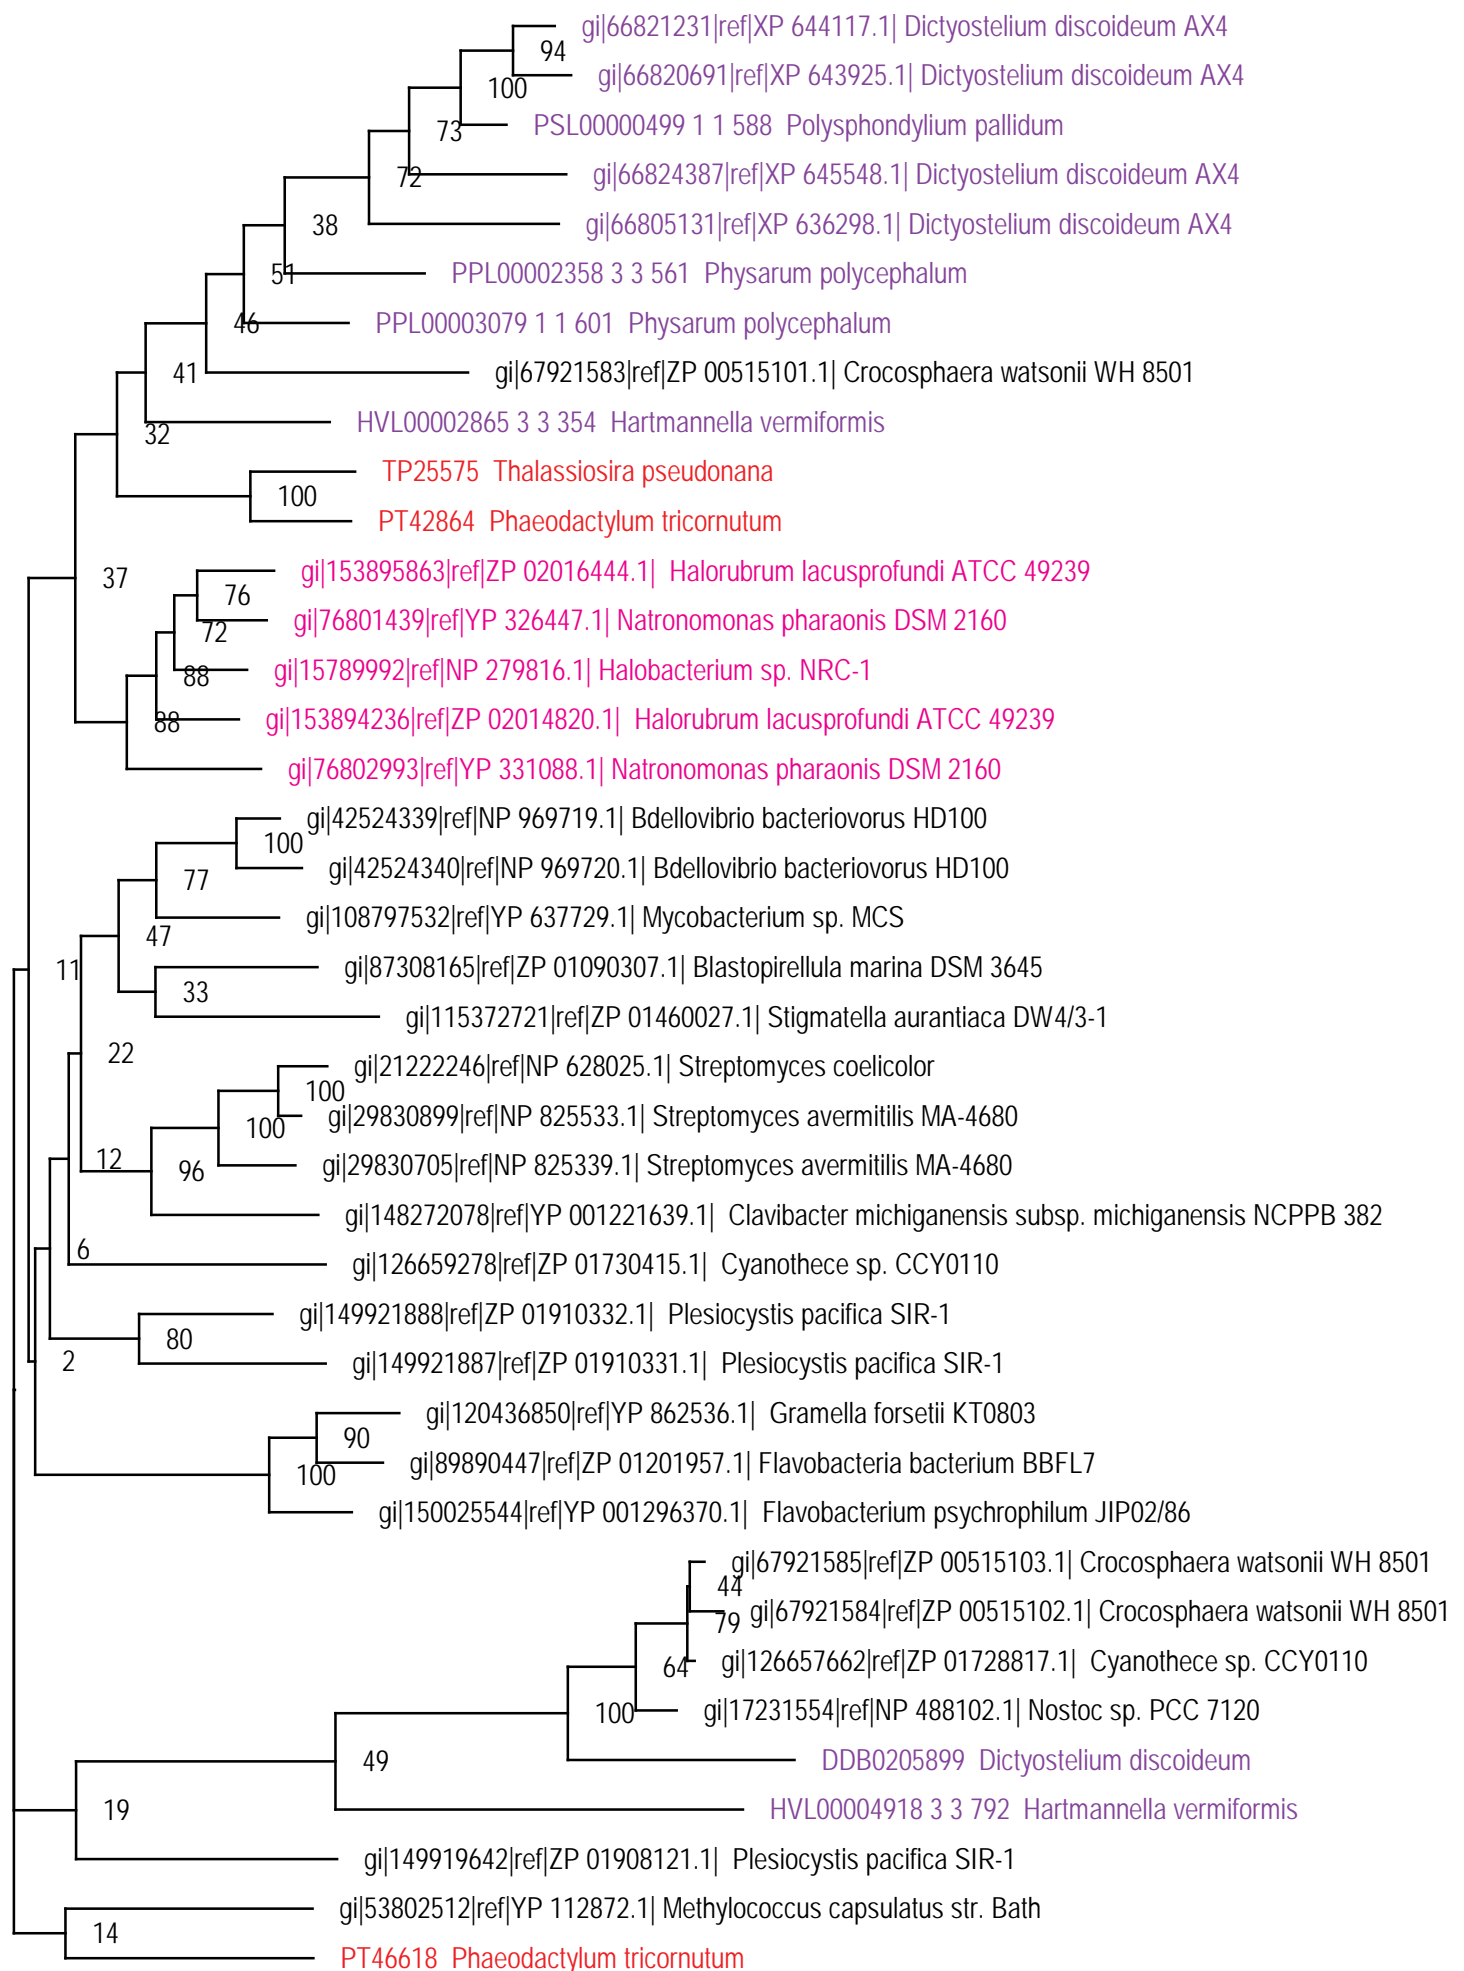 gi|66821231|ref|XP 644117.1| Dictyostelium discoideum AX4
94
gi|66820691|ref|XP 643925.1| Dictyostelium discoideum AX4
100
PSL00000499 1 1 588 Polysphondylium pallidum
73
gi|66824387|ref|XP 645548.1| Dictyostelium discoideum AX4
72
gi|66805131|ref|XP 636298.1| Dictyostelium discoideum AX4
38
PPL00002358 3 3 561 Physarum polycephalum
51
PPL00003079 1 1 601 Physarum polycephalum
46
gi|67921583|ref|ZP 00515101.1| Crocosphaera watsonii WH 8501
41
HVL00002865 3 3 354 Hartmannella vermiformis
32
TP25575 Thalassiosira pseudonana
100
PT42864 Phaeodactylum tricornutum
gi|153895863|ref|ZP 02016444.1| Halorubrum lacusprofundi ATCC 49239
37
76
gi|76801439|ref|YP 326447.1| Natronomonas pharaonis DSM 2160
72
gi|15789992|ref|NP 279816.1| Halobacterium sp. NRC-1
88
gi|153894236|ref|ZP 02014820.1| Halorubrum lacusprofundi ATCC 49239
88
gi|76802993|ref|YP 331088.1| Natronomonas pharaonis DSM 2160
gi|42524339|ref|NP 969719.1| Bdellovibrio bacteriovorus HD100
100
gi|42524340|ref|NP 969720.1| Bdellovibrio bacteriovorus HD100
77
gi|108797532|ref|YP 637729.1| Mycobacterium sp. MCS
47
gi|87308165|ref|ZP 01090307.1| Blastopirellula marina DSM 3645
11
33
gi|115372721|ref|ZP 01460027.1| Stigmatella aurantiaca DW4/3-1
22
gi|21222246|ref|NP 628025.1| Streptomyces coelicolor
100
gi|29830899|ref|NP 825533.1| Streptomyces avermitilis MA-4680
100
12
gi|29830705|ref|NP 825339.1| Streptomyces avermitilis MA-4680
96
gi|148272078|ref|YP 001221639.1| Clavibacter michiganensis subsp. michiganensis NCPPB 382
6
gi|126659278|ref|ZP 01730415.1| Cyanothece sp. CCY0110
gi|149921888|ref|ZP 01910332.1| Plesiocystis pacifica SIR-1
80
2
gi|149921887|ref|ZP 01910331.1| Plesiocystis pacifica SIR-1
gi|120436850|ref|YP 862536.1| Gramella forsetii KT0803
90
gi|89890447|ref|ZP 01201957.1| Flavobacteria bacterium BBFL7
100
gi|150025544|ref|YP 001296370.1| Flavobacterium psychrophilum JIP02/86
gi|67921585|ref|ZP 00515103.1| Crocosphaera watsonii WH 8501
44
gi|67921584|ref|ZP 00515102.1| Crocosphaera watsonii WH 8501
79
gi|126657662|ref|ZP 01728817.1| Cyanothece sp. CCY0110
64
gi|17231554|ref|NP 488102.1| Nostoc sp. PCC 7120
100
DDB0205899 Dictyostelium discoideum
49
HVL00004918 3 3 792 Hartmannella vermiformis
19
gi|149919642|ref|ZP 01908121.1| Plesiocystis pacifica SIR-1
gi|53802512|ref|YP 112872.1| Methylococcus capsulatus str. Bath
14
PT46618 Phaeodactylum tricornutum